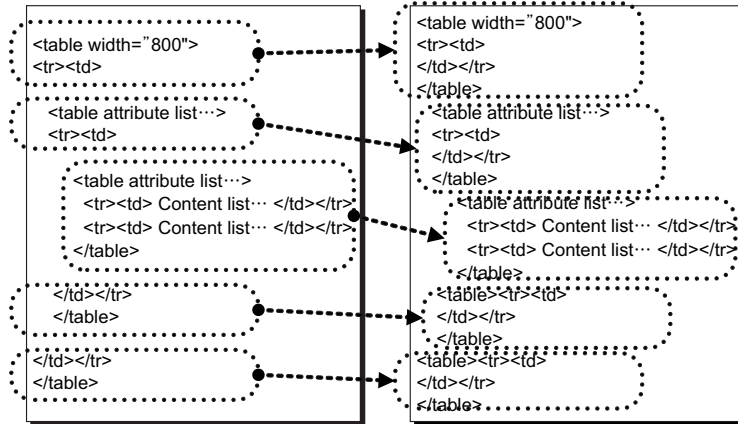 <table width=”800">
<tr><td>
<table attribute list⋯>
<tr><td>
<table attribute list⋯>
<tr><td> Content list⋯ </td></tr>
<tr><td> Content list⋯ </td></tr>
</table>
</td></tr>
</table>
</td></tr>
</table>
<table width=”800">
<tr><td>
</td></tr>
</table>
<table attribute list⋯>
<tr><td>
</td></tr>
</table>
<table attribute list⋯>
<tr><td> Content list⋯ </td></tr>
<tr><td> Content list⋯ </td></tr>
</table>
<table><tr><td>
</td></tr>
</table>
<table><tr><td>
</td></tr>
</table>